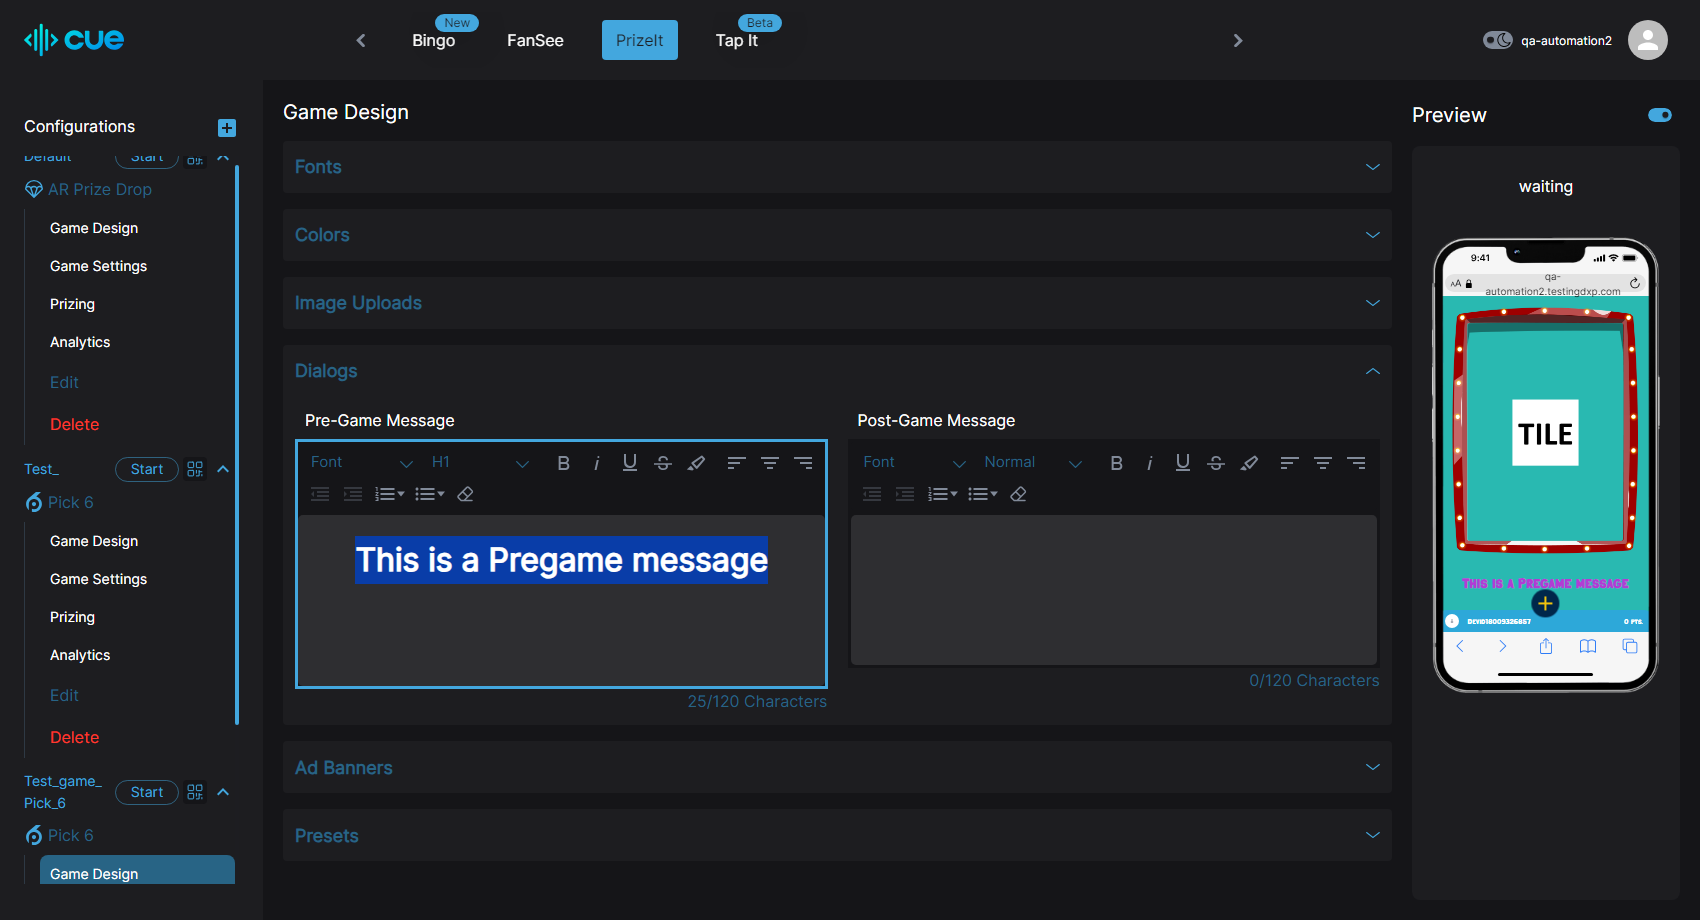 cue
New
Bingo
FanSee
PrizeIt
Beta
Tap It
qa-automation2
Configurations
Default
Start
AR Prize Drop
Game Design
Game Settings
Prizing
Analytics
Edit
Delete
Test_
Start
Pick 6
Game Design
Game Settings
Prizing
Analytics
Edit
Delete
Test_game_
Pick_6
Start
Pick 6
Game Design
Game Design
Fonts
Colors
Image Uploads
Dialogs
Pre-Game Message
Font
H1
B i U S
This is a Pregame message
25/120 Characters
Post-Game Message
Font
Normal
B i U S
0/120 Characters
Ad Banners
Presets
Preview
waiting
9:41
AA
qa-
automation2.testingdxp.com
TILE
This is a Pregame message
0 PTS.